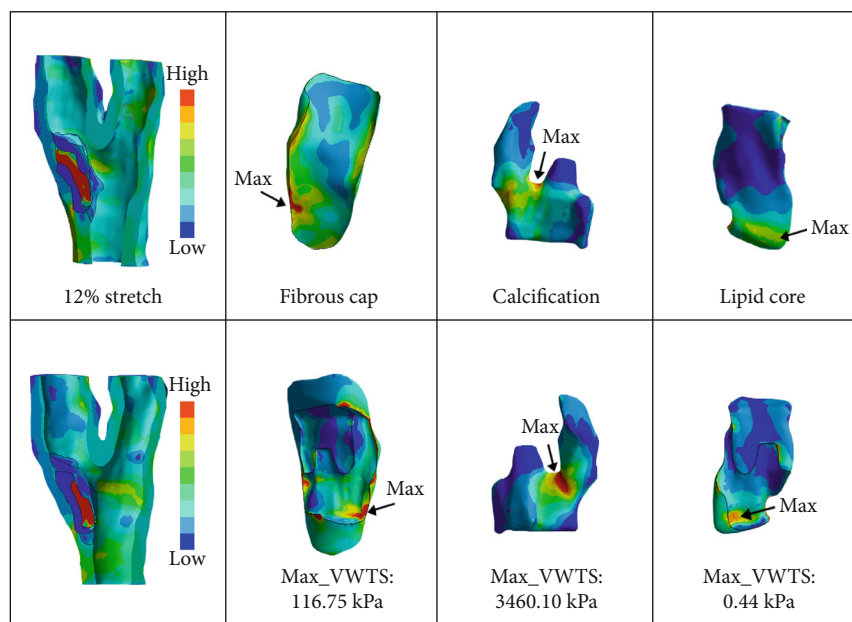 High
Low
12% stretch
Max
Fibrous cap
Max
Calcification
Max
Lipid core
High
Low
Max
Max_VWTS:
116.75 kPa
Max
Max_VWTS:
3460.10 kPa
Max
Max_VWTS:
0.44 kPa